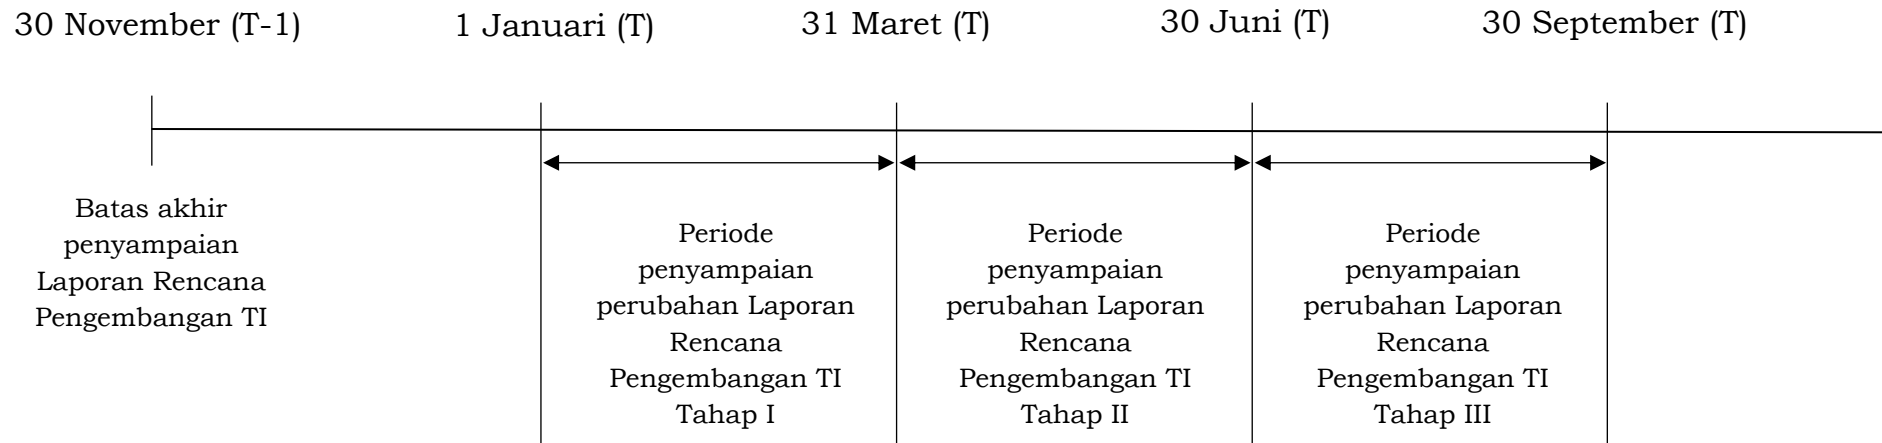 30 November (T-1)
1 Januari (T)
31 Maret (T)
30 Juni (T)
30 September (T)
Batas akhir
penyampaian
Laporan Rencana
Pengembangan TI
Periode
penyampaian
perubahan Laporan
Rencana
Pengembangan TI
Tahap I
Periode
penyampaian
perubahan Laporan
Rencana
Pengembangan TI
Tahap II
Periode
penyampaian
perubahan Laporan
Rencana
Pengembangan TI
Tahap III